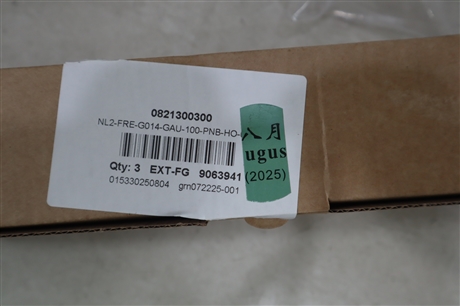 0821300300
NL2-FRE-G014-GAU-100-PNB-HO-
Qty: 3 EXT-FG 9063941
015330250804 grn072225-001
八月
ugus
(2025)